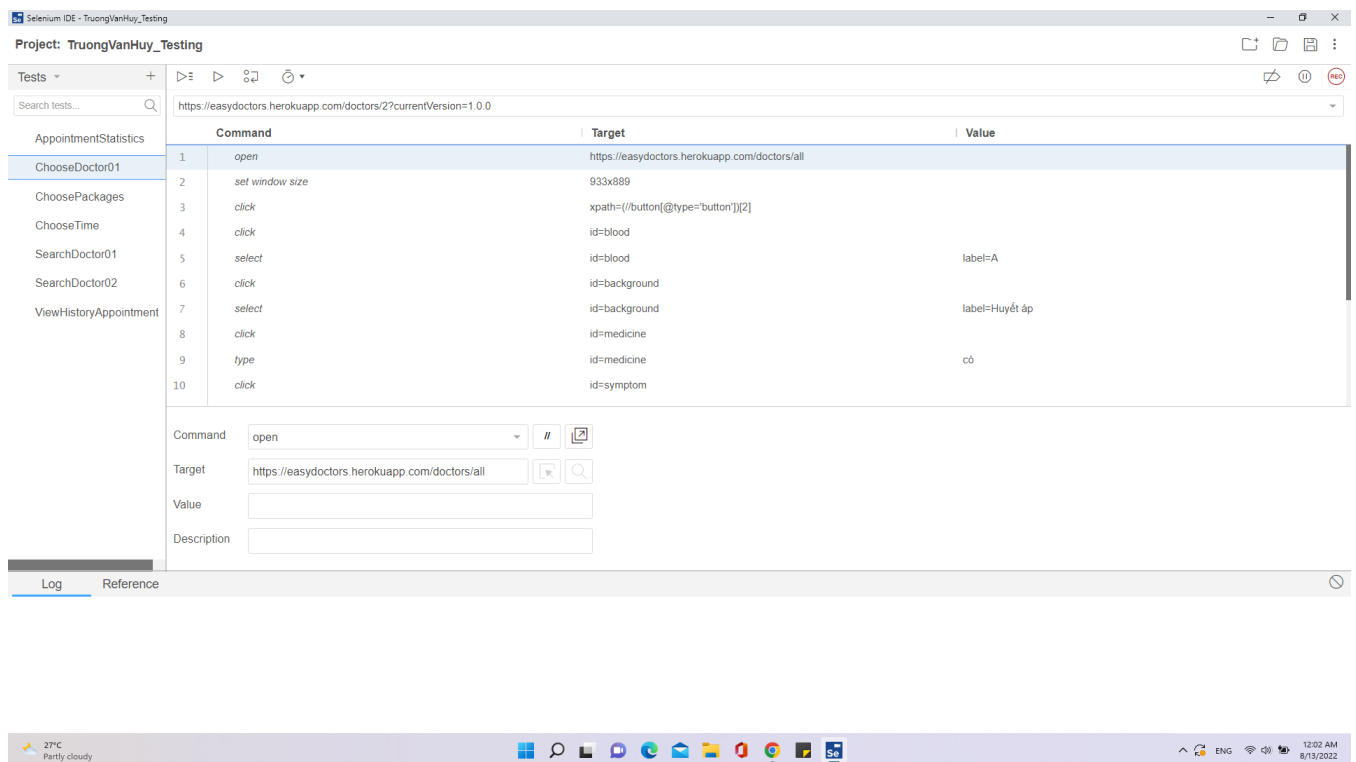 Selenium IDE - TruongVanHuy_Testing
Project: TruongVanHuy_Testing
Tests
Search tests...
AppointmentStatistics
ChooseDoctor01
ChoosePackages
ChooseTime
SearchDoctor01
SearchDoctor02
ViewHistoryAppointment
REC
https://easydoctors.herokuapp.com/doctors/2?currentVersion=1.0.0
Command Target Value
1 open https://easydoctors.herokuapp.com/doctors/all
2 set window size 933x889
3 click xpath=(//button[@type='button'])[2]
4 click id=blood
5 select id=blood label=A
6 click id=background
7 select id=background label=Huyết áp
8 click id=medicine
9 type id=medicine có
10 click id=symptom
Command open //
Target https://easydoctors.herokuapp.com/doctors/all
Value
Description
Log Reference
27°C
Partly cloudy
Se
ENG
12:02 AM
8/13/2022